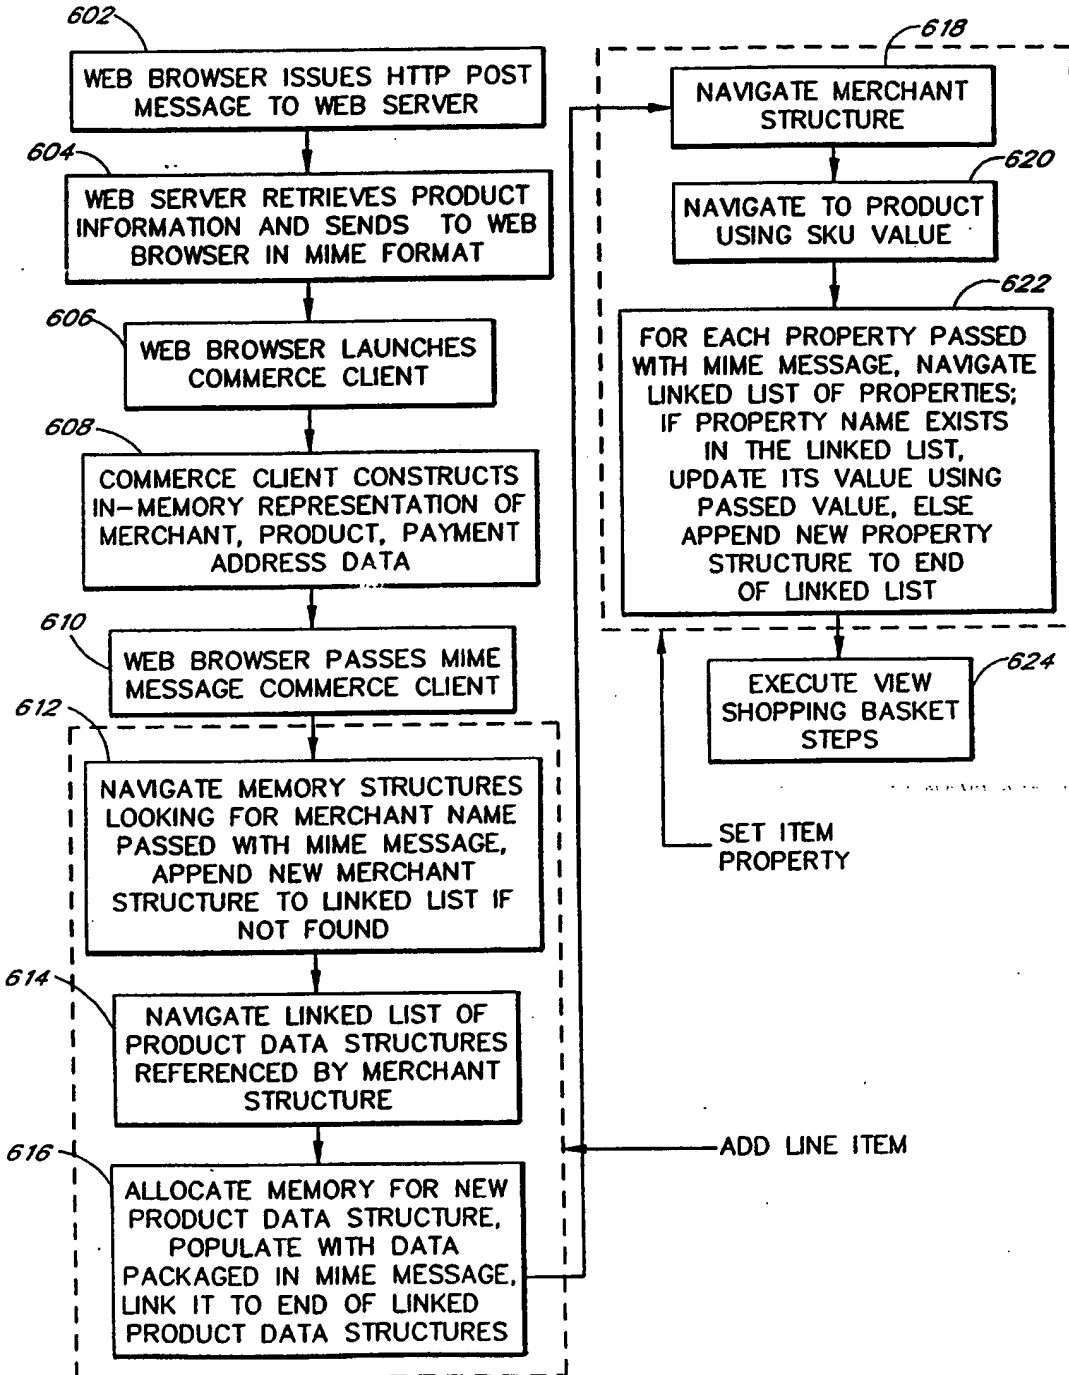 602
WEB BROWSER ISSUES HTTP POST
MESSAGE TO WEB SERVER
604
WEB SERVER RETRIEVES PRODUCT
INFORMATION AND SENDS TO WEB
BROWSER IN MIME FORMAT
606
WEB BROWSER LAUNCHES
COMMERCE CLIENT
608
COMMERCE CLIENT CONSTRUCTS
IN-MEMORY REPRESENTATION OF
MERCHANT, PRODUCT, PAYMENT
ADDRESS DATA
610
WEB BROWSER PASSES MIME
MESSAGE COMMERCE CLIENT
612
NAVIGATE MEMORY STRUCTURES
LOOKING FOR MERCHANT NAME
PASSED WITH MIME MESSAGE,
APPEND NEW MERCHANT
STRUCTURE TO LINKED LIST IF
NOT FOUND
614
NAVIGATE LINKED LIST OF
PRODUCT DATA STRUCTURES
REFERENCED BY MERCHANT
STRUCTURE
616
ALLOCATE MEMORY FOR NEW
PRODUCT DATA STRUCTURE,
POPULATE WITH DATA
PACKAGED IN MIME MESSAGE,
LINK IT TO END OF LINKED
PRODUCT DATA STRUCTURES
ADD LINE ITEM
618
NAVIGATE MERCHANT
STRUCTURE
620
NAVIGATE TO PRODUCT
USING SKU VALUE
622
FOR EACH PROPERTY PASSED
WITH MIME MESSAGE, NAVIGATE
LINKED LIST OF PROPERTIES;
IF PROPERTY NAME EXISTS
IN THE LINKED LIST,
UPDATE ITS VALUE USING
PASSED VALUE, ELSE
APPEND NEW PROPERTY
STRUCTURE TO END
OF LINKED LIST
624
EXECUTE VIEW
SHOPPING BASKET
STEPS
SET ITEM
PROPERTY